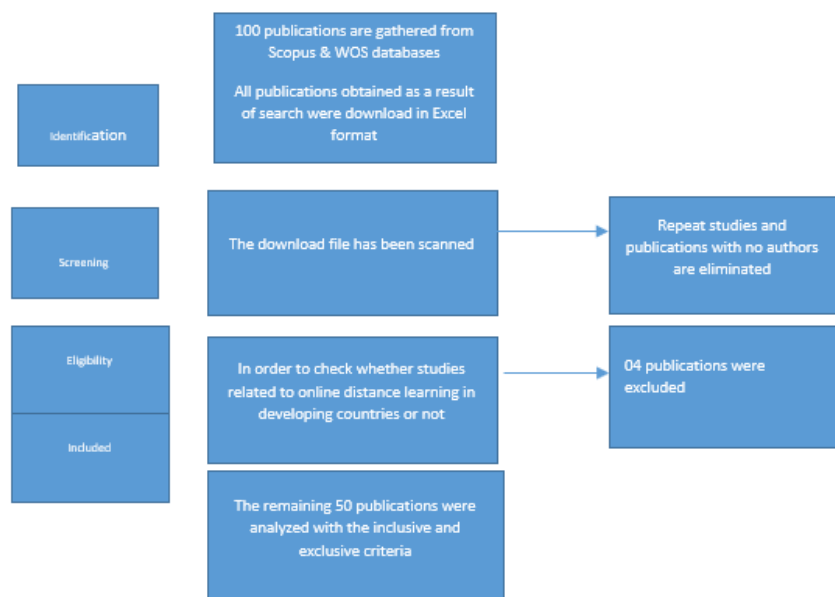 100 publications are gathered from
Scopus & WOS databases
All publications obtained as a result
of search were download in Excel
format
Identification
Screening
The download file has been scanned
Repeat studies and
publications with no authors
are eliminated
Eligibility
In order to check whether studies
related to online distance learning in
developing countries or not
04 publications were
excluded
Included
The remaining 50 publications were
analyzed with the inclusive and
exclusive criteria